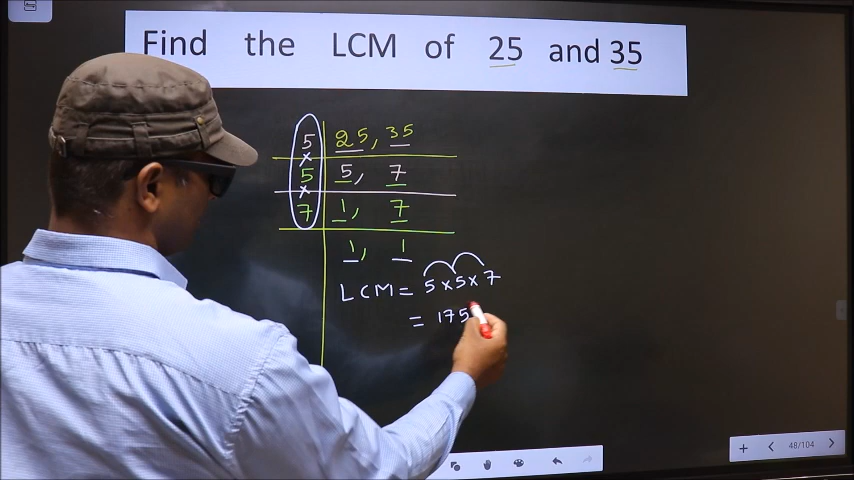 Find the LCM of 25 and 35
5 25, 35
×
5 5, 7
×
7 1, 7
1, 1
LCM = 5×5×7
= 175
48/104